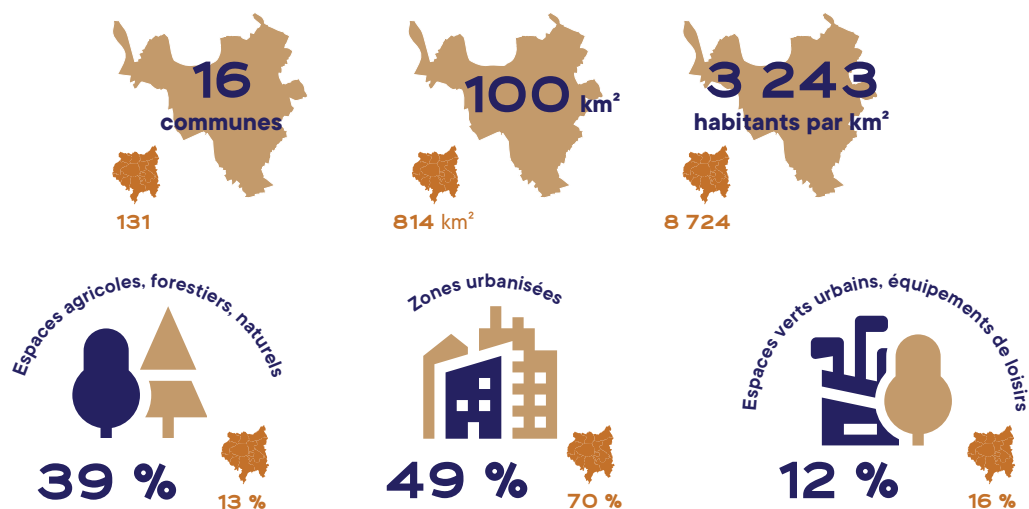 16
communes
131
100 km²
814 km²
3 243
habitants par km²
8 724
Espaces agricoles, forestiers, naturels
39 %
13 %
Zones urbanisées
49 %
70 %
Espaces verts urbains, équipements de loisirs
12 %
16 %